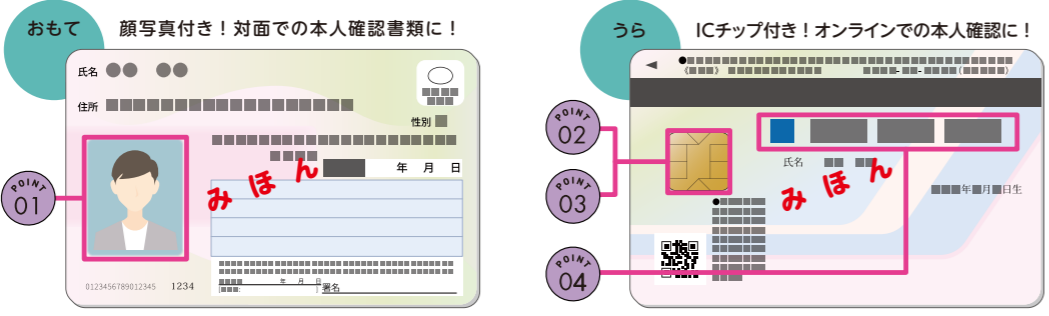 おもて
顔写真付き！対面での本人確認書類に！
氏名
住所
性別
年 月 日
みほん
POINT 01
0123456789012345 1234
年 月 日
署名
うら
ICチップ付き！オンラインでの本人確認に！
POINT 02
POINT 03
POINT 04
氏名
みほん
年 月 日生